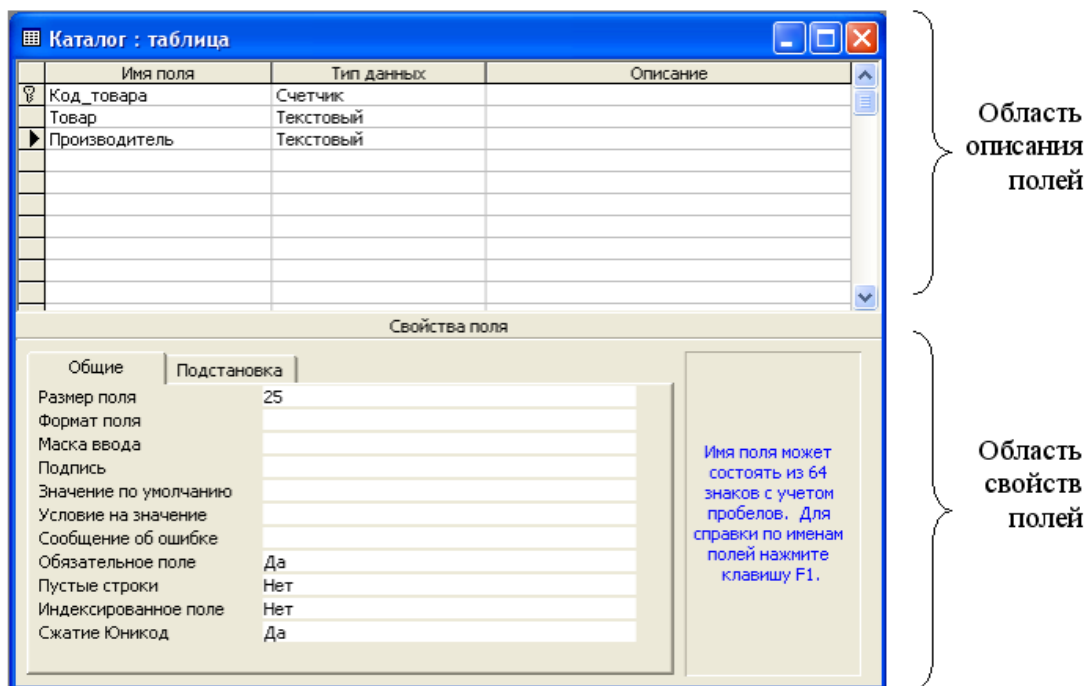 Каталог : таблица
Имя поля Тип данных Описание
Код_товара Счетчик
Товар Текстовый
Производитель Текстовый
Область
описания
полей
Свойства поля
Общие Подстановка
Размер поля 25
Формат поля
Маска ввода
Подпись
Значение по умолчанию
Условие на значение
Сообщение об ошибке
Обязательное поле Да
Пустые строки Нет
Индексированное поле Нет
Сжатие Юникод Да
Имя поля может
состоять из 64
знаков с учетом
пробелов. Для
справки по именам
полей нажмите
клавишу F1.
Область
свойств
полей